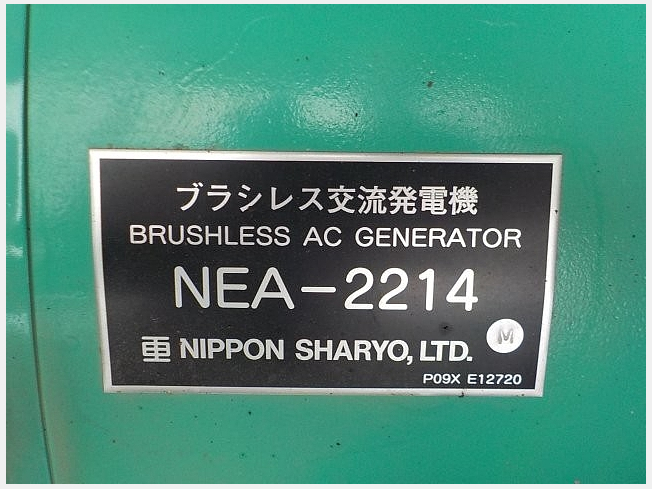 ブラシレス交流発電機
BRUSHLESS AC GENERATOR
NEA-2214
M
NIPPON SHARYO, LTD.
P09X E12720